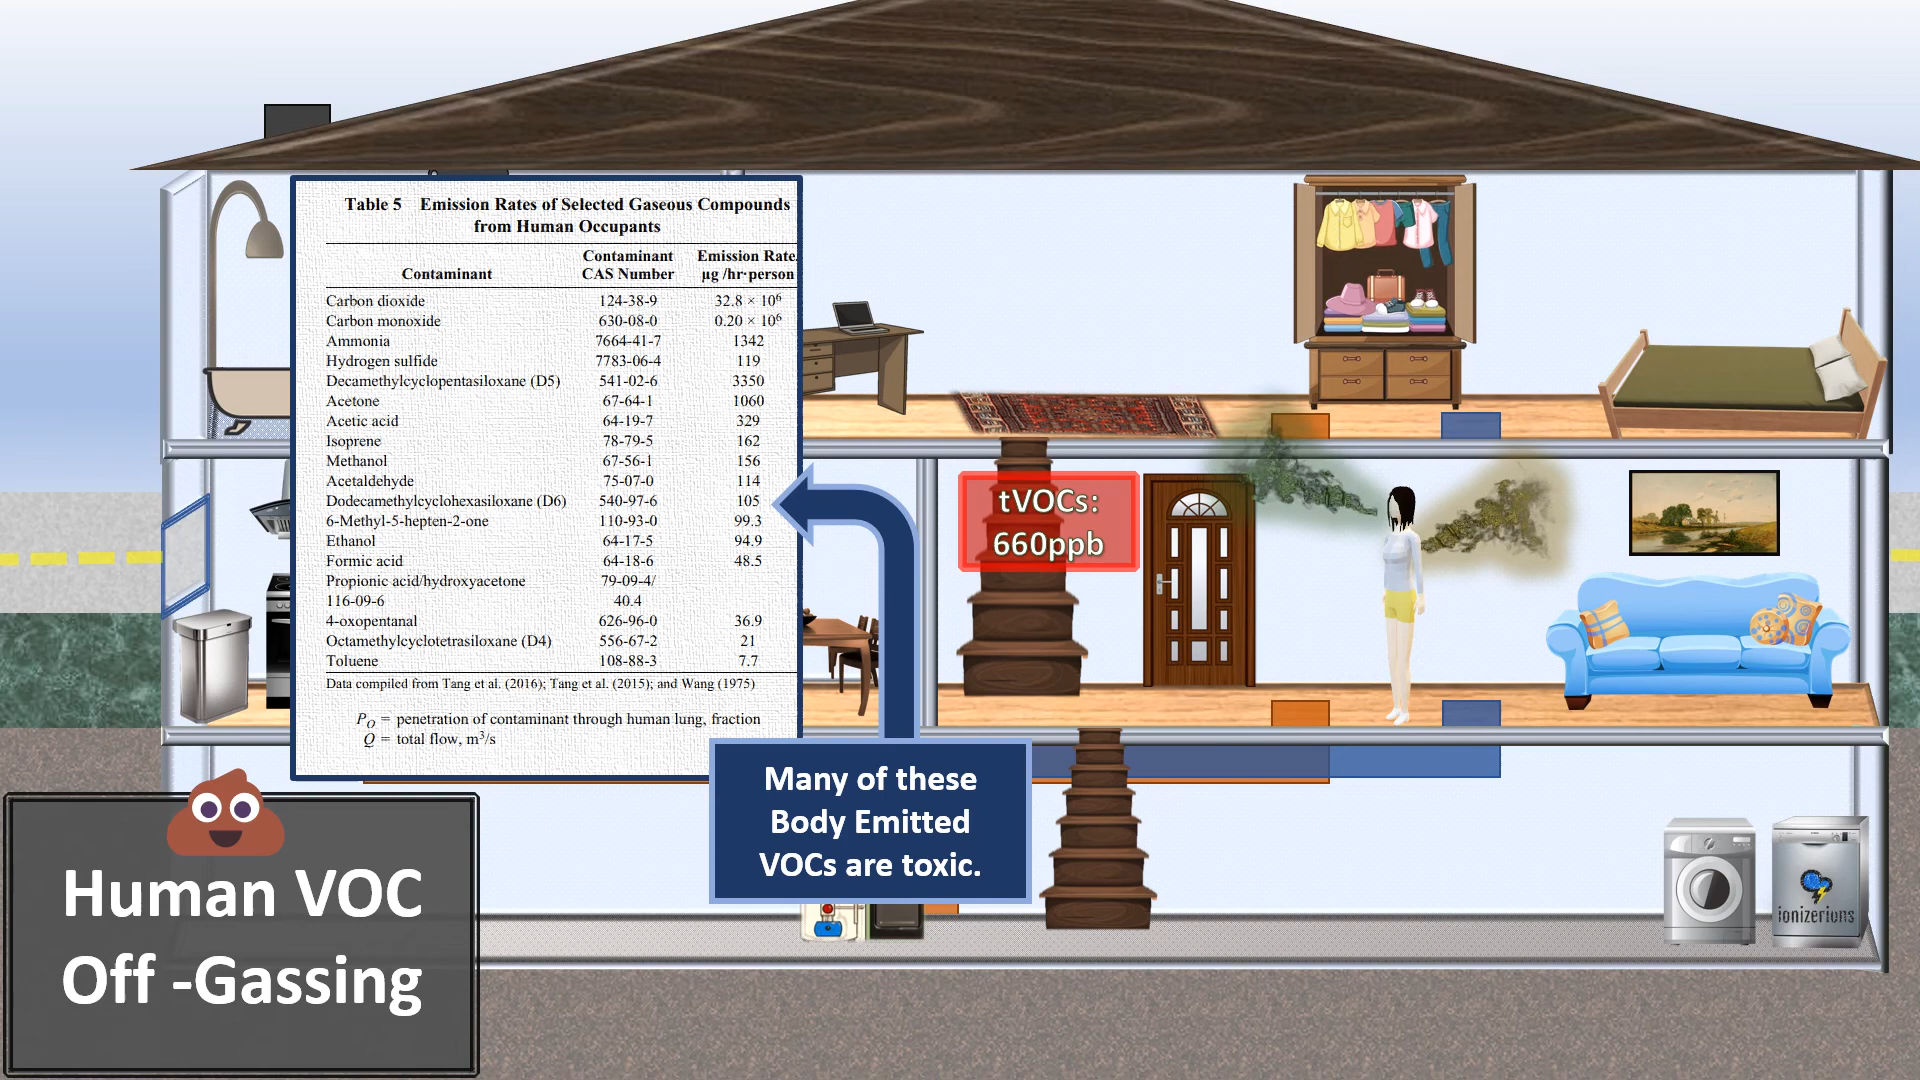 Table 5 Emission Rates of Selected Gaseous Compounds
from Human Occupants
Contaminant Contaminant CAS Number Emission Rate, µg /hr·person
Carbon dioxide 124-38-9 32.8 × 10⁶
Carbon monoxide 630-08-0 0.20 × 10⁶
Ammonia 7664-41-7 1342
Hydrogen sulfide 7783-06-4 119
Decamethylcyclopentasiloxane (D5) 541-02-6 3350
Acetone 67-64-1 1060
Acetic acid 64-19-7 329
Isoprene 78-79-5 162
Methanol 67-56-1 156
Acetaldehyde 75-07-0 114
Dodecamethylcyclohexasiloxane (D6) 540-97-6 105
6-Methyl-5-hepten-2-one 110-93-0 99.3
Ethanol 64-17-5 94.9
Formic acid 64-18-6 48.5
Propionic acid/hydroxyacetone 79-09-4/
116-09-6 40.4
4-oxopentanal 626-96-0 36.9
Octamethylcyclotetrasiloxane (D4) 556-67-2 21
Toluene 108-88-3 7.7
Data compiled from Tang et al. (2016); Tang et al. (2015); and Wang (1975)
P_O = penetration of contaminant through human lung, fraction
Q = total flow, m³/s
tVOCs:
660ppb
Many of these
Body Emitted
VOCs are toxic.
Human VOC
Off -Gassing
ionizerions